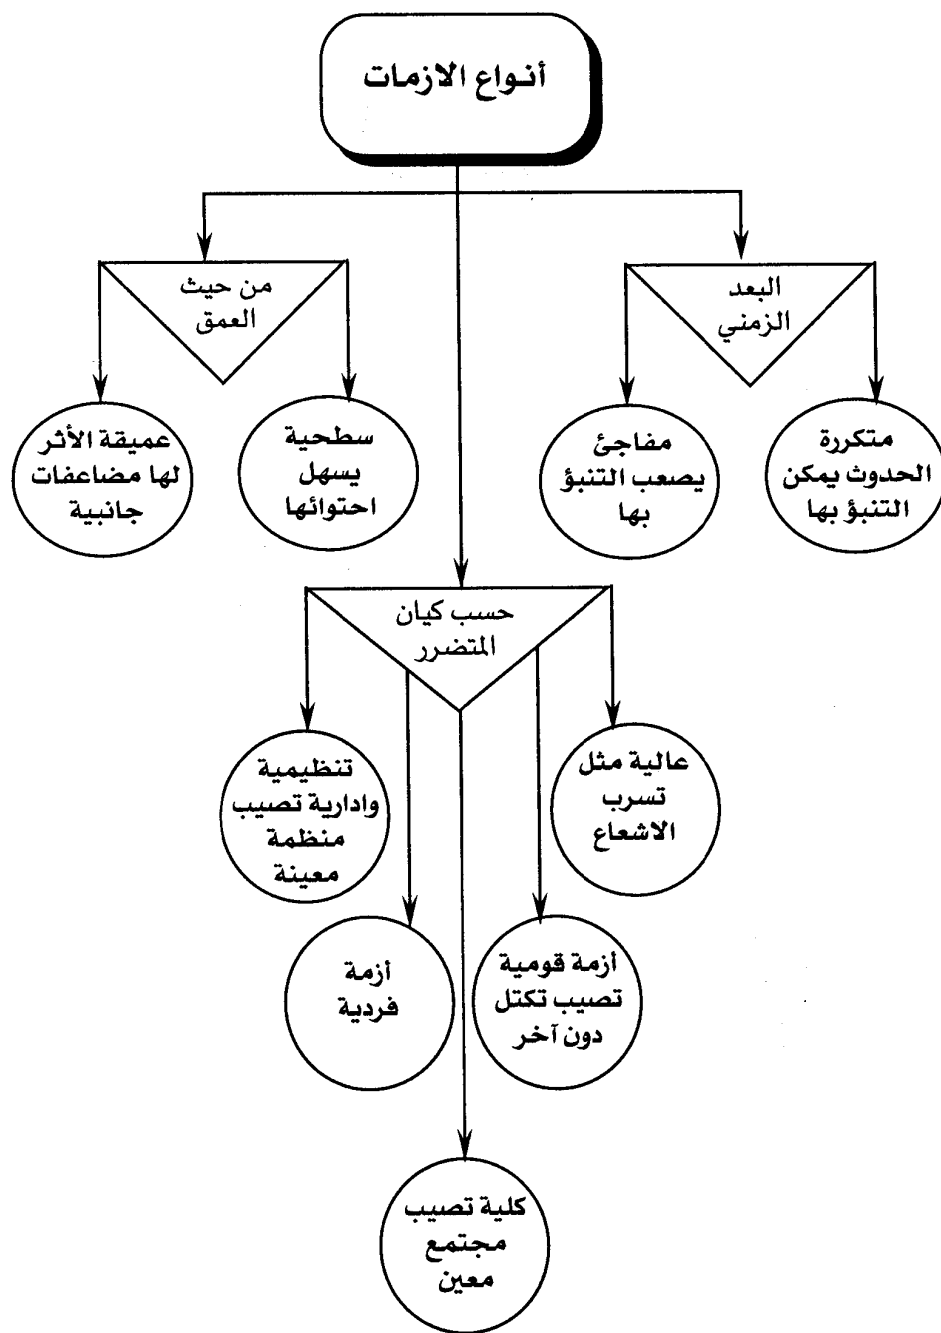 أنواع الازمات
البعد
الزمني
من حيث
العمق
متكررة
الحدوث يمكن
التنبؤ بها
مفاجئ
يصعب التنبؤ
بها
سطحية
يسهل
احتوائها
عميقة الأثر
لها مضاعفات
جانبية
حسب كيان
المتضرر
عالية مثل
تسرب
الاشعاع
تنظيمية
وادارية تصيب
منظمة
معينة
أزمة قومية
تصيب تكتل
دون آخر
أزمة
فردية
كلية تصيب
مجتمع
معين